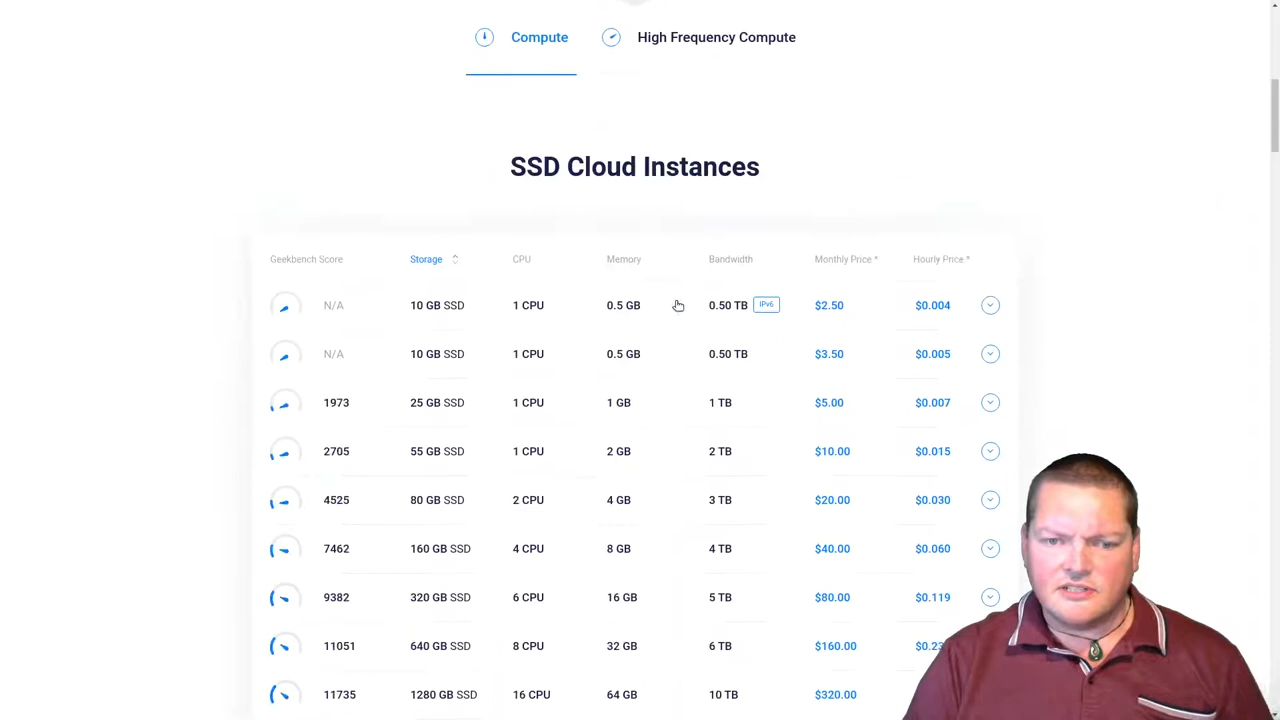 Compute High Frequency Compute
SSD Cloud Instances
Geekbench Score Storage CPU Memory Bandwidth Monthly Price * Hourly Price *
N/A 10 GB SSD 1 CPU 0.5 GB 0.50 TB IPv6 $2.50 $0.004
N/A 10 GB SSD 1 CPU 0.5 GB 0.50 TB $3.50 $0.005
1973 25 GB SSD 1 CPU 1 GB 1 TB $5.00 $0.007
2705 55 GB SSD 1 CPU 2 GB 2 TB $10.00 $0.015
4525 80 GB SSD 2 CPU 4 GB 3 TB $20.00 $0.030
7462 160 GB SSD 4 CPU 8 GB 4 TB $40.00 $0.060
9382 320 GB SSD 6 CPU 16 GB 5 TB $80.00 $0.119
11051 640 GB SSD 8 CPU 32 GB 6 TB $160.00
11735 1280 GB SSD 16 CPU 64 GB 10 TB $320.00